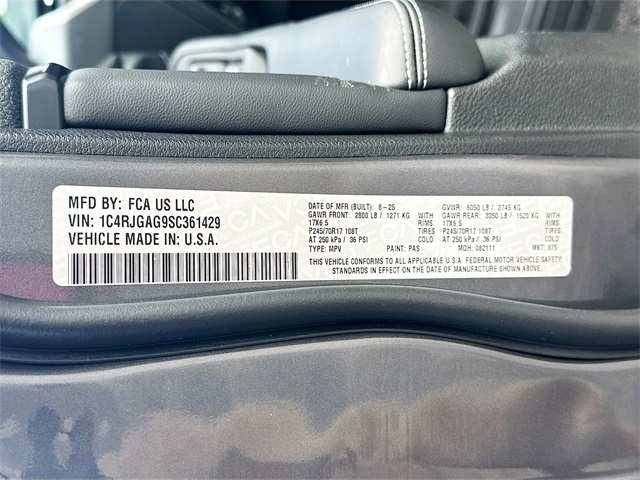 MFD BY: FCA US LLC
VIN: 1C4RJGAG9SC361429
VEHICLE MADE IN: U.S.A.
DATE OF MFR (BUILT): 8-25 GVWR: 6050 LB / 2745 KG
GAWR FRONT: 2800 LB / 1271 KG GAWR REAR: 3350 LB / 1520 KG
17X6.5 RIMS 17X6.5 RIMS
P245/70R17 108T TIRES P245/70R17 108T TIRES
AT 250 kPa / 36 PSI COLD AT 250 kPa / 36 PSI COLD
TYPE: MPV PAINT: PAS MDH: 082111 MKT: 875
THIS VEHICLE CONFORMS TO ALL APPLICABLE U.S.A. FEDERAL MOTOR VEHICLE SAFETY
STANDARDS IN EFFECT ON THE DATE OF MANUFACTURE SHOWN ABOVE.